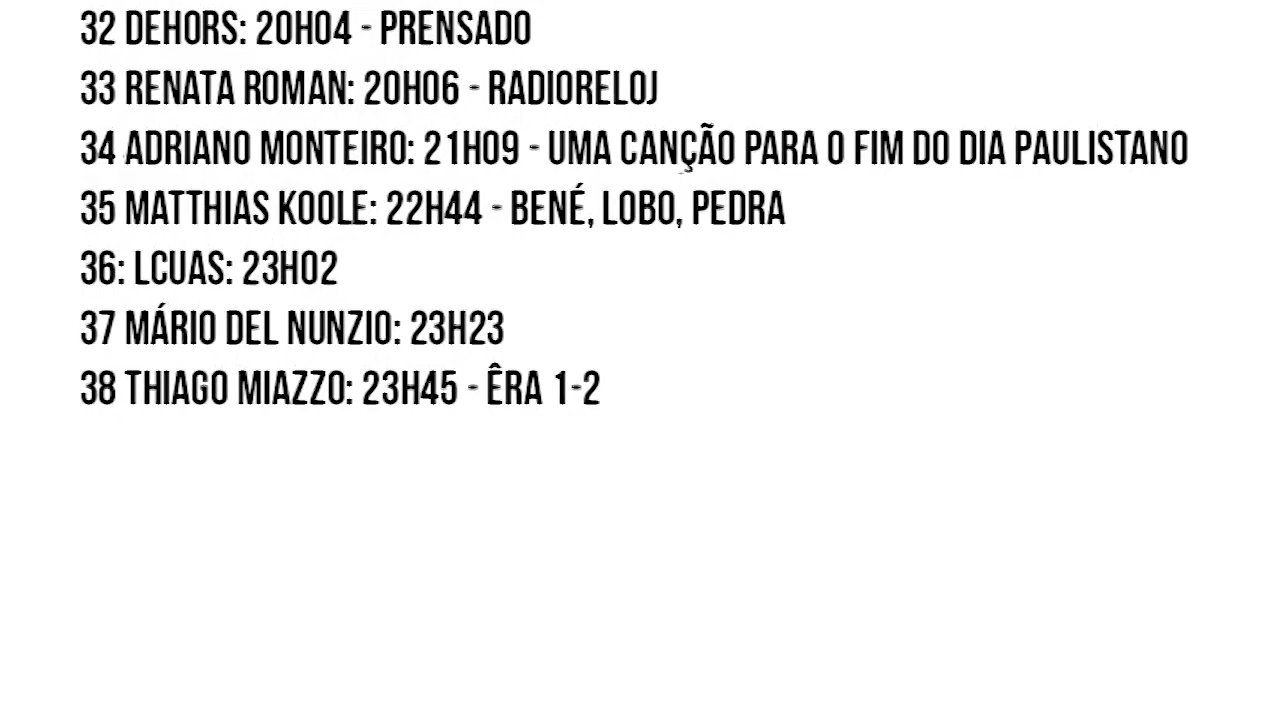 32 DEHORS: 20H04 - PRENSADO
33 RENATA ROMAN: 20H06 - RADIORELOJ
34 ADRIANO MONTEIRO: 21H09 - UMA CANÇÃO PARA O FIM DO DIA PAULISTANO
35 MATTHIAS KOOLE: 22H44 - BENÉ, LOBO, PEDRA
36: LCUAS: 23H02
37 MÁRIO DEL NUNZIO: 23H23
38 THIAGO MIAZZO: 23H45 - ÊRA 1-2